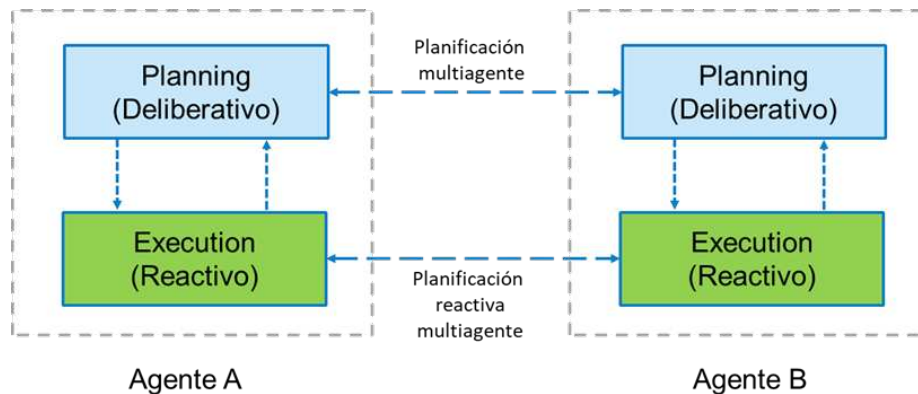 Planning
(Deliberativo)
Planificación
multiagente
Planning
(Deliberativo)
Execution
(Reactivo)
Planificación
reactiva
multiagente
Execution
(Reactivo)
Agente A
Agente B